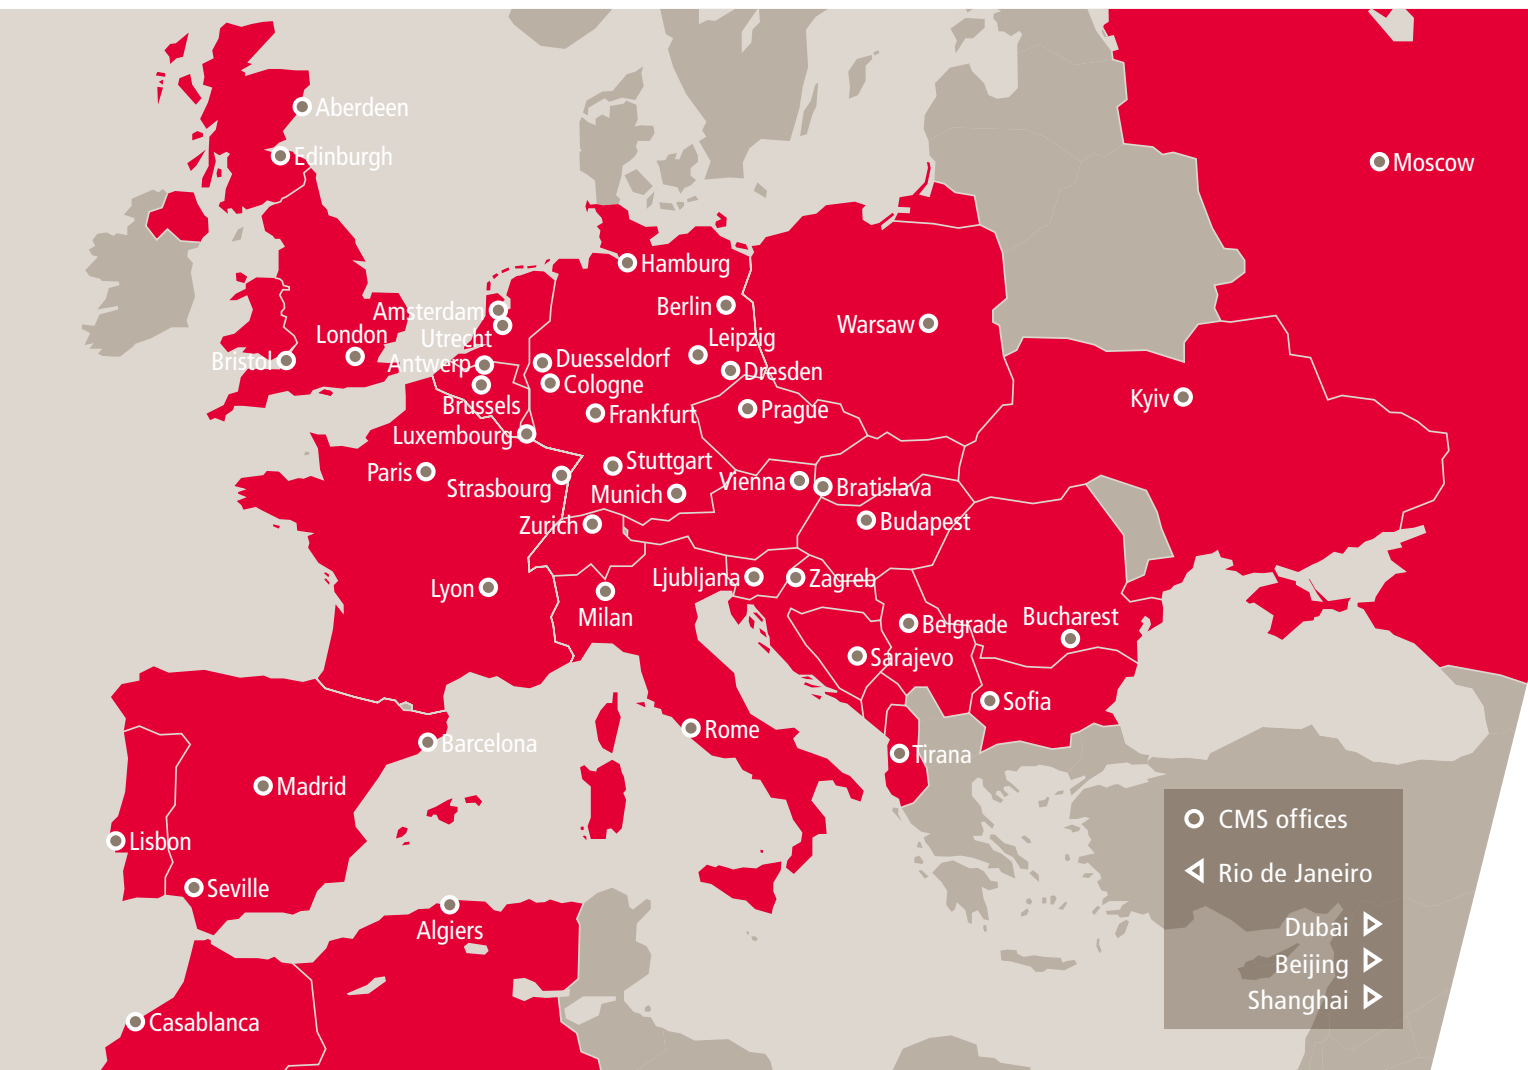 Aberdeen
Edinburgh
Moscow
Hamburg
Berlin
Amsterdam
Utrecht
London
Bristol
Antwerp
Brussels
Warsaw
Leipzig
Duesseldorf
Dresden
Cologne
Kyiv
Frankfurt
Prague
Luxembourg
Paris
Strasbourg
Stuttgart
Munich
Vienna
Bratislava
Zurich
Budapest
Lyon
Milan
Ljubljana
Zagreb
Belgrade
Bucharest
Sarajevo
Sofia
Rome
Barcelona
Tirana
Madrid
Lisbon
Seville
Algiers
Casablanca
CMS offices
Rio de Janeiro
Dubai
Beijing
Shanghai